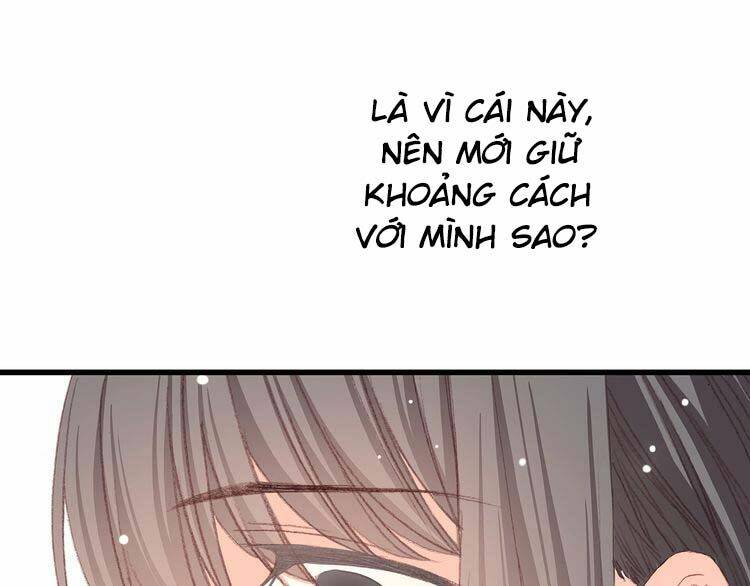 LÀ VÌ CÁI NÀY,
NÊN MỚI GIỮ
KHOẢNG CÁCH
VỚI MÌNH SAO?